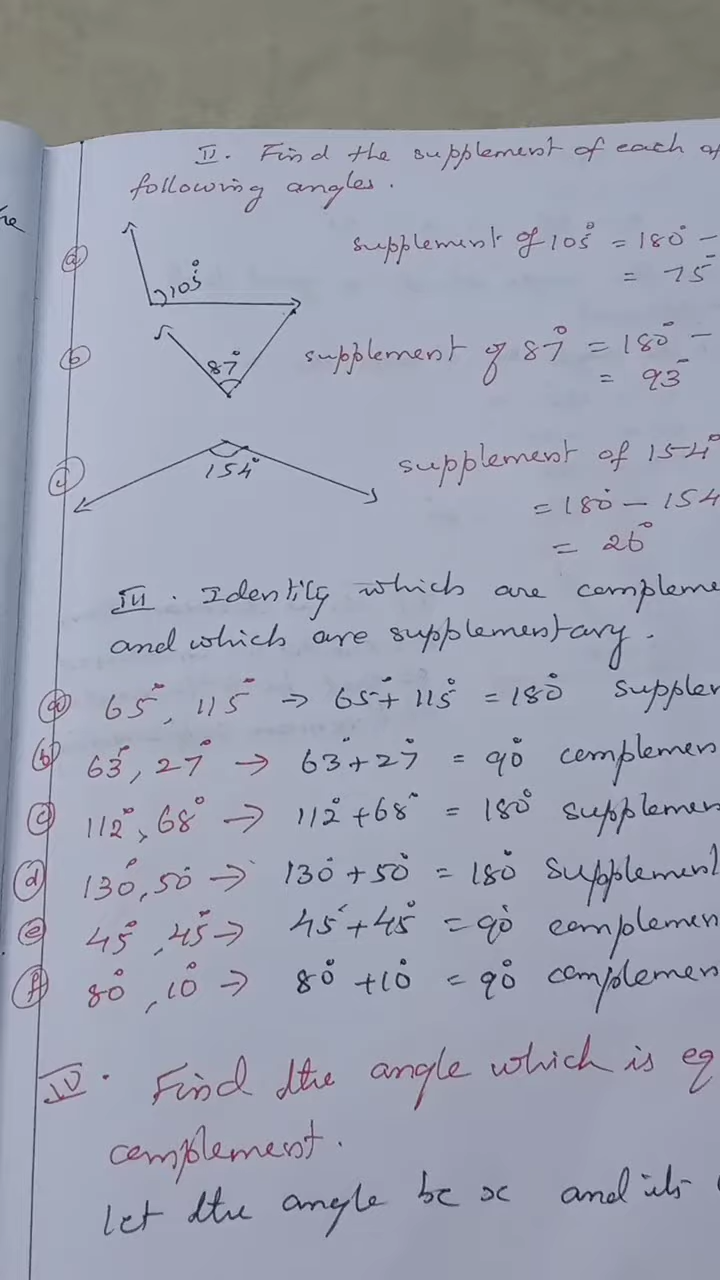 II. Find the supplement of each of
following angles.
(a) 105° supplement of 105° = 180° -
= 75°
(b) 87° supplement of 87° = 180° -
= 93°
154° supplement of 154°
= 180° - 154
= 26°
III. Identify which are compleme
and which are supplementary.
(a) 65°, 115° → 65° + 115° = 180° supplem
(b) 63°, 27° → 63° + 27° = 90° complemen
(c) 112°, 68° → 112° + 68° = 180° supplemen
(d) 130°, 50° → 130° + 50° = 180° supplement
(e) 45°, 45° → 45° + 45° = 90° complemen
(f) 80°, 10° → 80° + 10° = 90° complemen
IV. Find the angle which is eq
complement.
let the angle be x and its